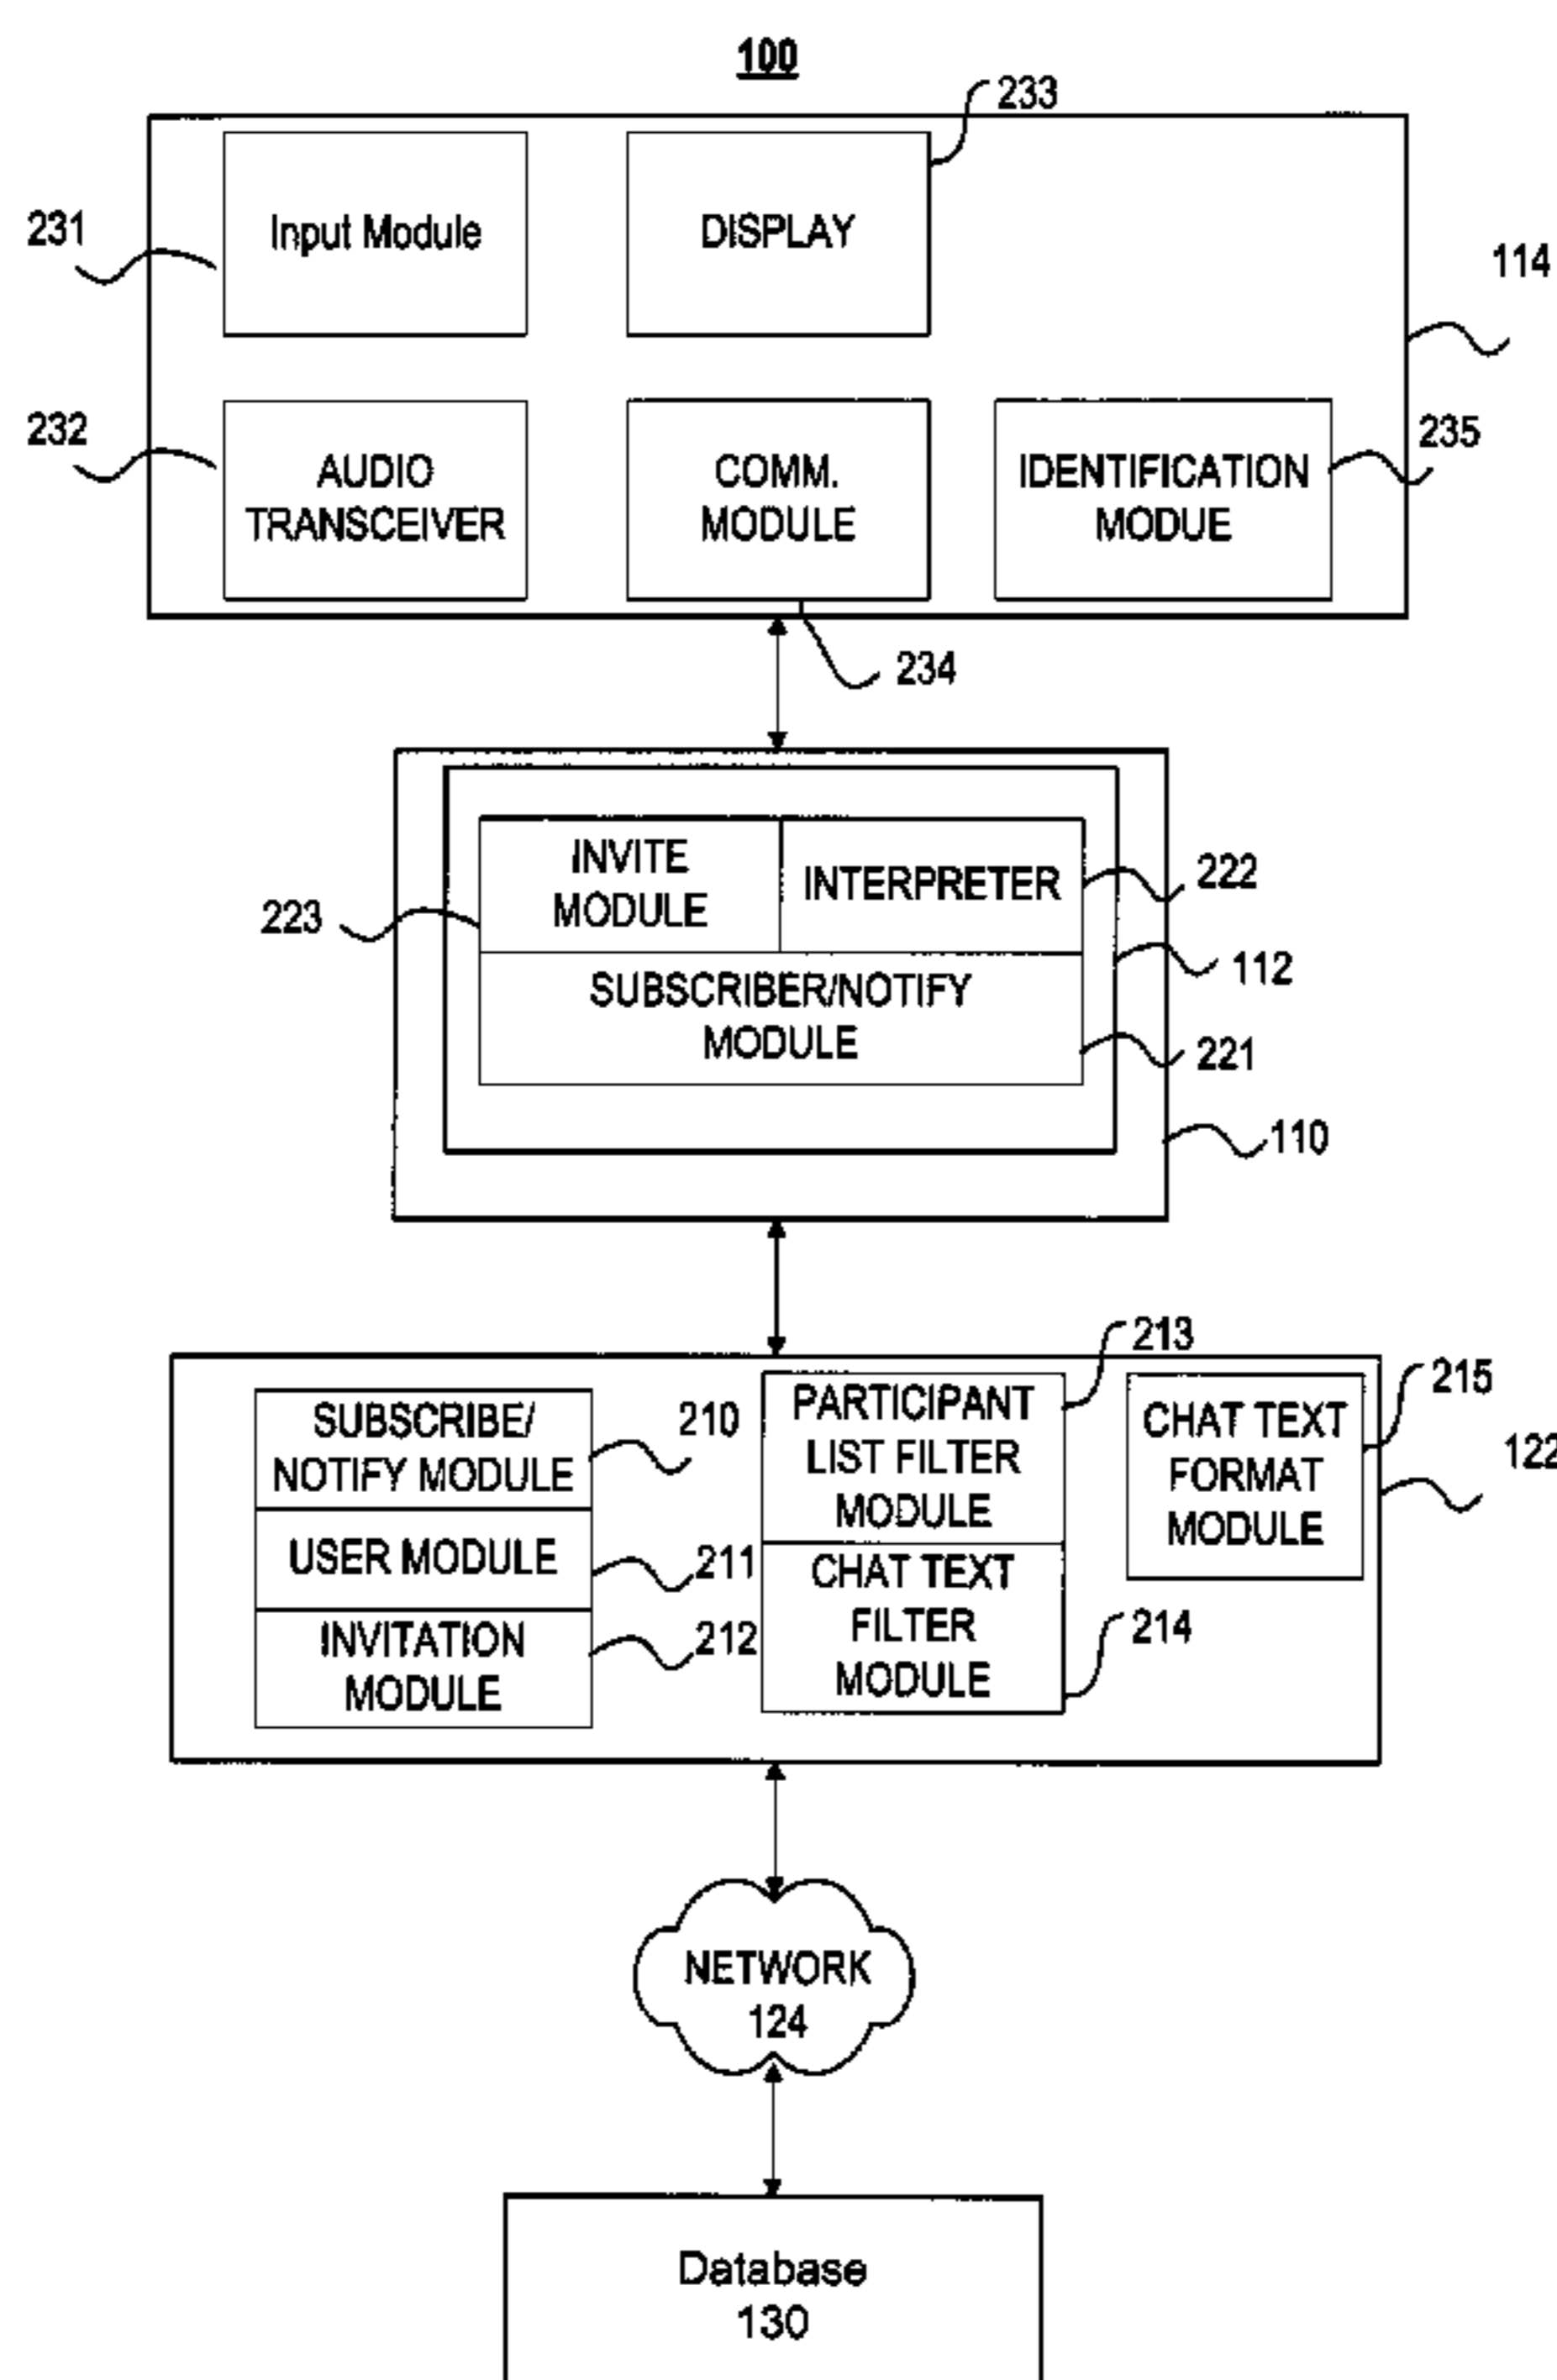 100
233
231
Input Module
DISPLAY
114
232
AUDIO
TRANSCEIVER
COMM.
MODULE
IDENTIFICATION
MODUE
235
234
INVITE
MODULE
INTERPRETER
222
223
112
SUBSCRIBER/NOTIFY
MODULE
221
110
213
215
SUBSCRIBE/
NOTIFY MODULE
210
PARTICIPANT
LIST FILTER
MODULE
CHAT TEXT
FORMAT
MODULE
122
USER MODULE
211
CHAT TEXT
FILTER
MODULE
214
INVITATION
MODULE
212
NETWORK
124
Database
130